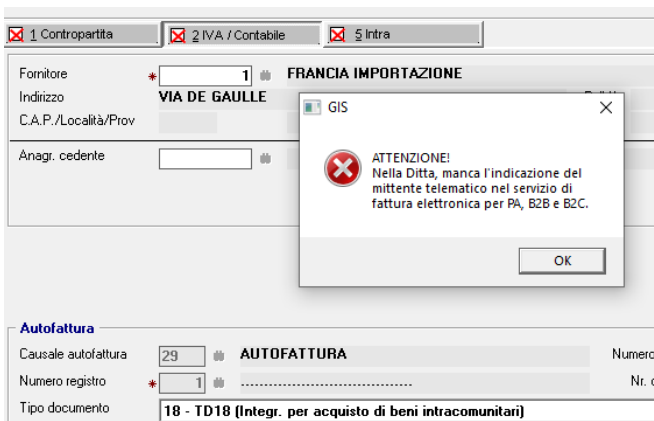 1 Contropartita
2 IVA / Contabile
5 Intra
Fornitore * 1 FRANCIA IMPORTAZIONE
Indirizzo VIA DE GAULLE
C.A.P./Località/Prov
Anagr. cedente
GIS
ATTENZIONE!
Nella Ditta, manca l'indicazione del
mittente telematico nel servizio di
fattura elettronica per PA, B2B e B2C.
OK
Autofattura
Causale autofattura 29 AUTOFATTURA Numero
Numero registro * 1 ...................................... Nr.
Tipo documento 18 - TD18 (Integr. per acquisto di beni intracomunitari)